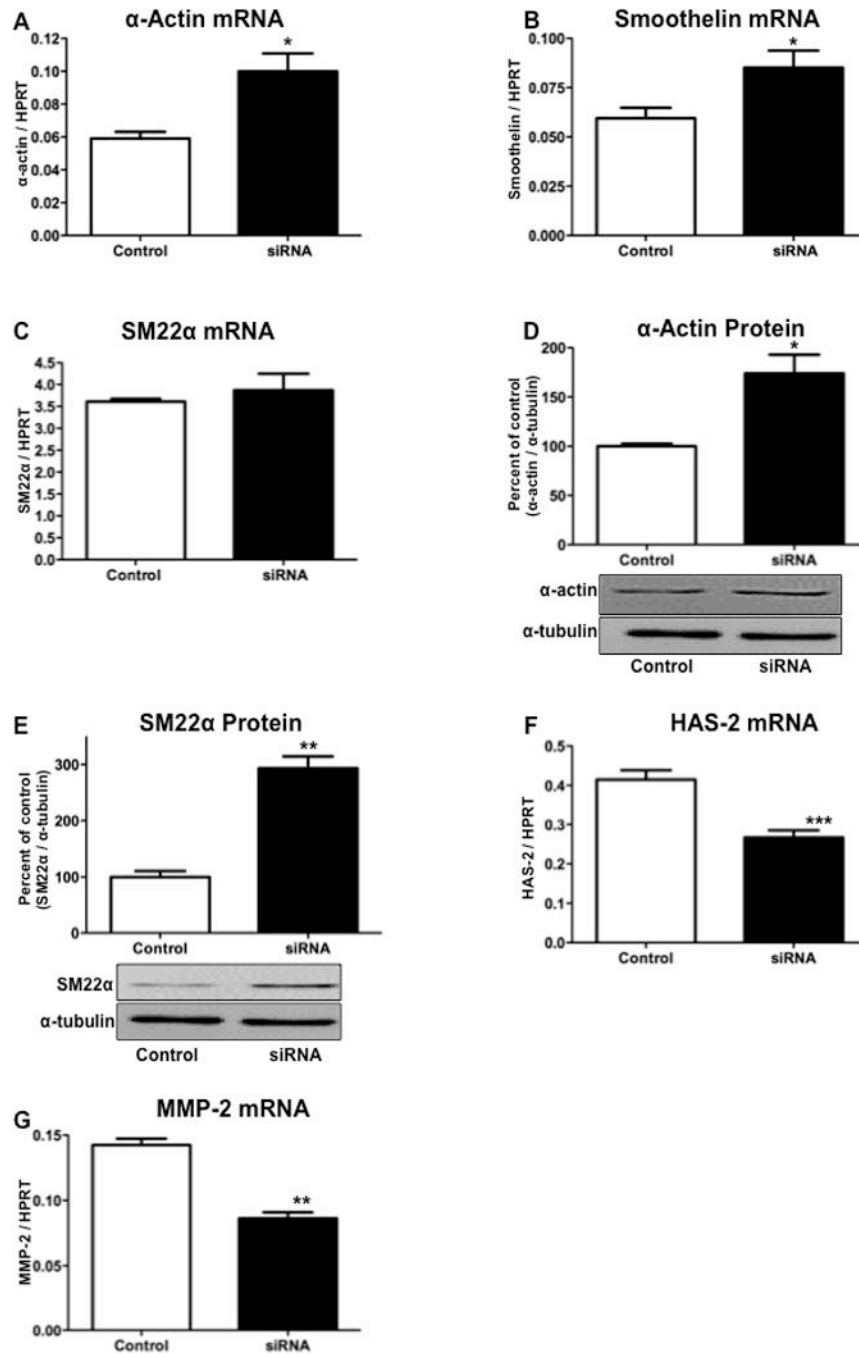 A
α-Actin mRNA
α-actin / HPRT
0.12
0.10
0.08
0.06
0.04
0.02
0.00
*
Control
siRNA
B
Smoothelin mRNA
Smoothelin / HPRT
0.100
0.075
0.050
0.025
0.000
*
Control
siRNA
C
SM22α mRNA
SM22α / HPRT
4.5
4.0
3.5
3.0
2.5
2.0
1.5
1.0
0.5
0.0
Control
siRNA
D
α-Actin Protein
Percent of control
(α-actin / α-tubulin)
200
150
100
50
0
*
Control
siRNA
α-actin
α-tubulin
Control
siRNA
E
SM22α Protein
Percent of control
(SM22α / α-tubulin)
300
200
100
0
**
Control
siRNA
SM22α
α-tubulin
Control
siRNA
F
HAS-2 mRNA
HAS-2 / HPRT
0.5
0.4
0.3
0.2
0.1
0.0
***
Control
siRNA
G
MMP-2 mRNA
MMP-2 / HPRT
0.15
0.10
0.05
0.00
**
Control
siRNA